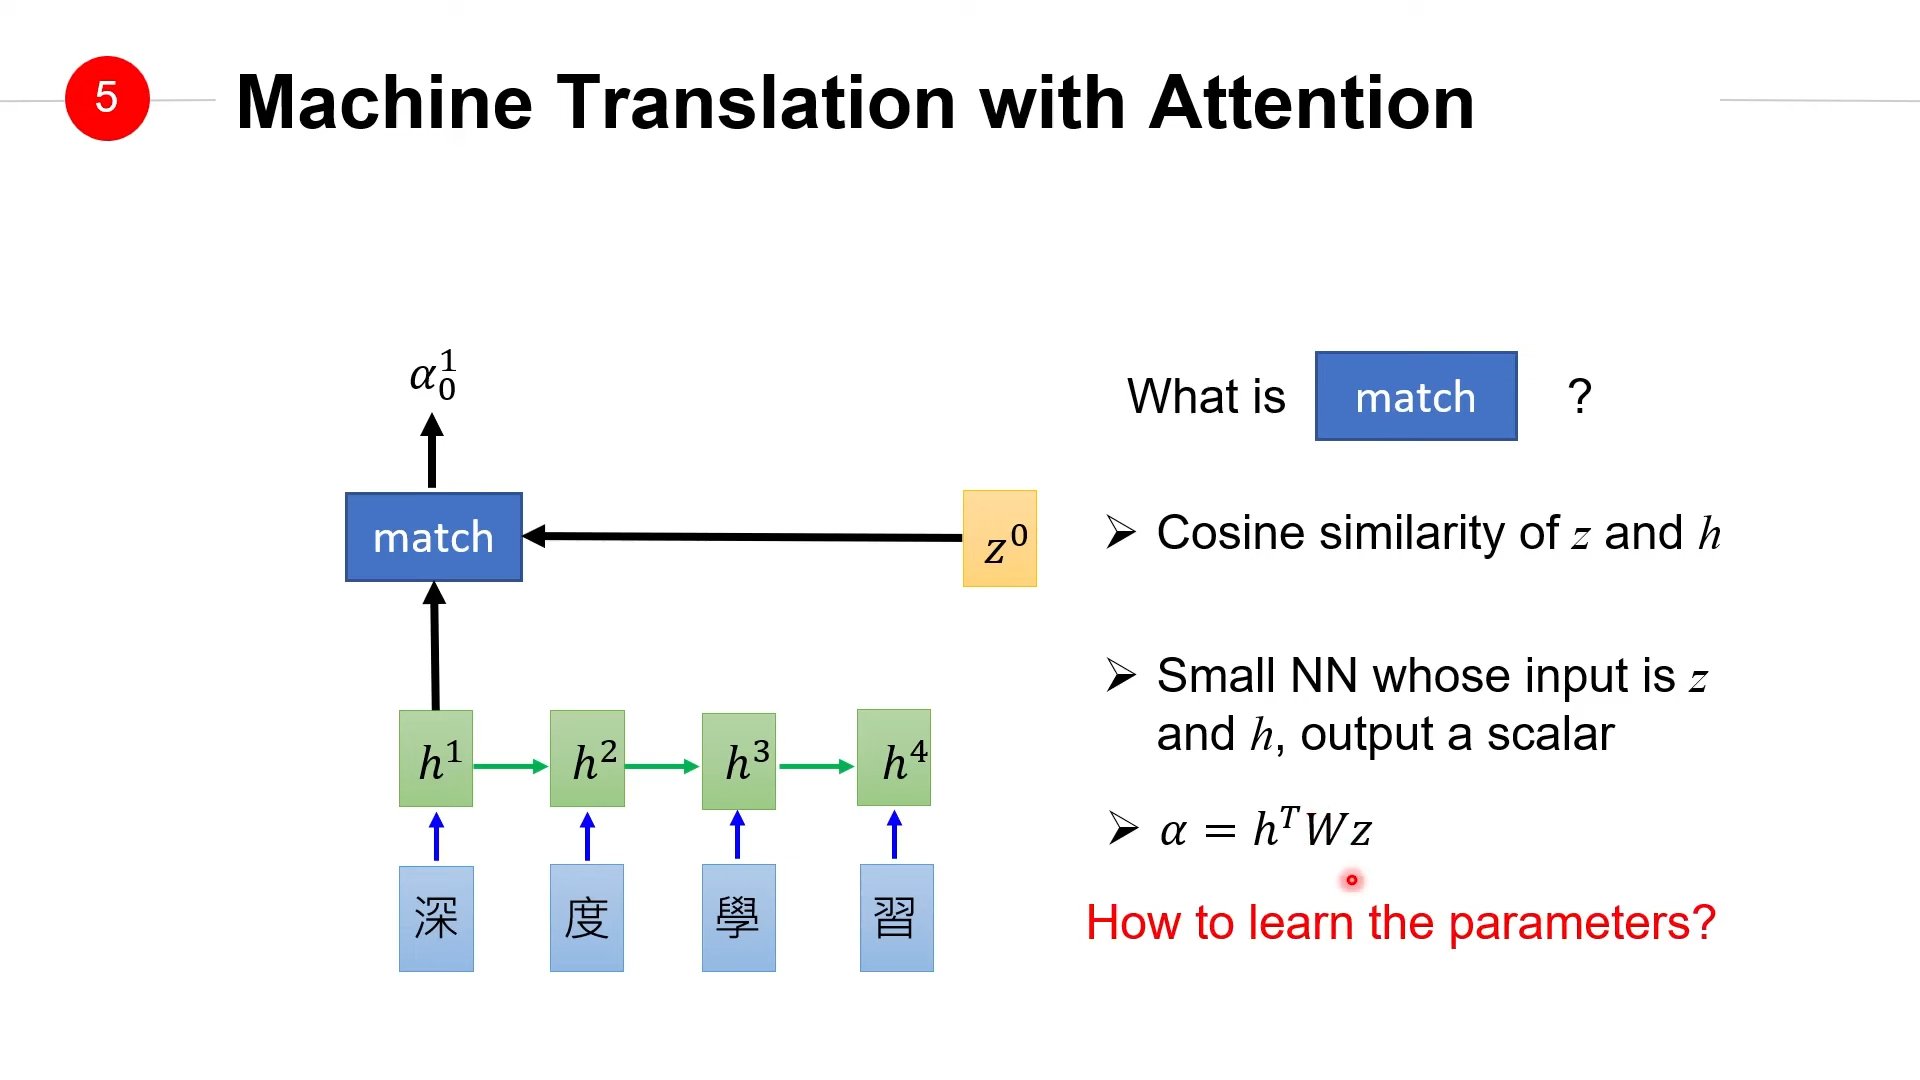 5
Machine Translation with Attention
α₀¹
match
z⁰
h¹ h² h³ h⁴
深 度 學 習
What is match ?
➢ Cosine similarity of z and h
➢ Small NN whose input is z
and h, output a scalar
➢ α = hᵀWz
How to learn the parameters?